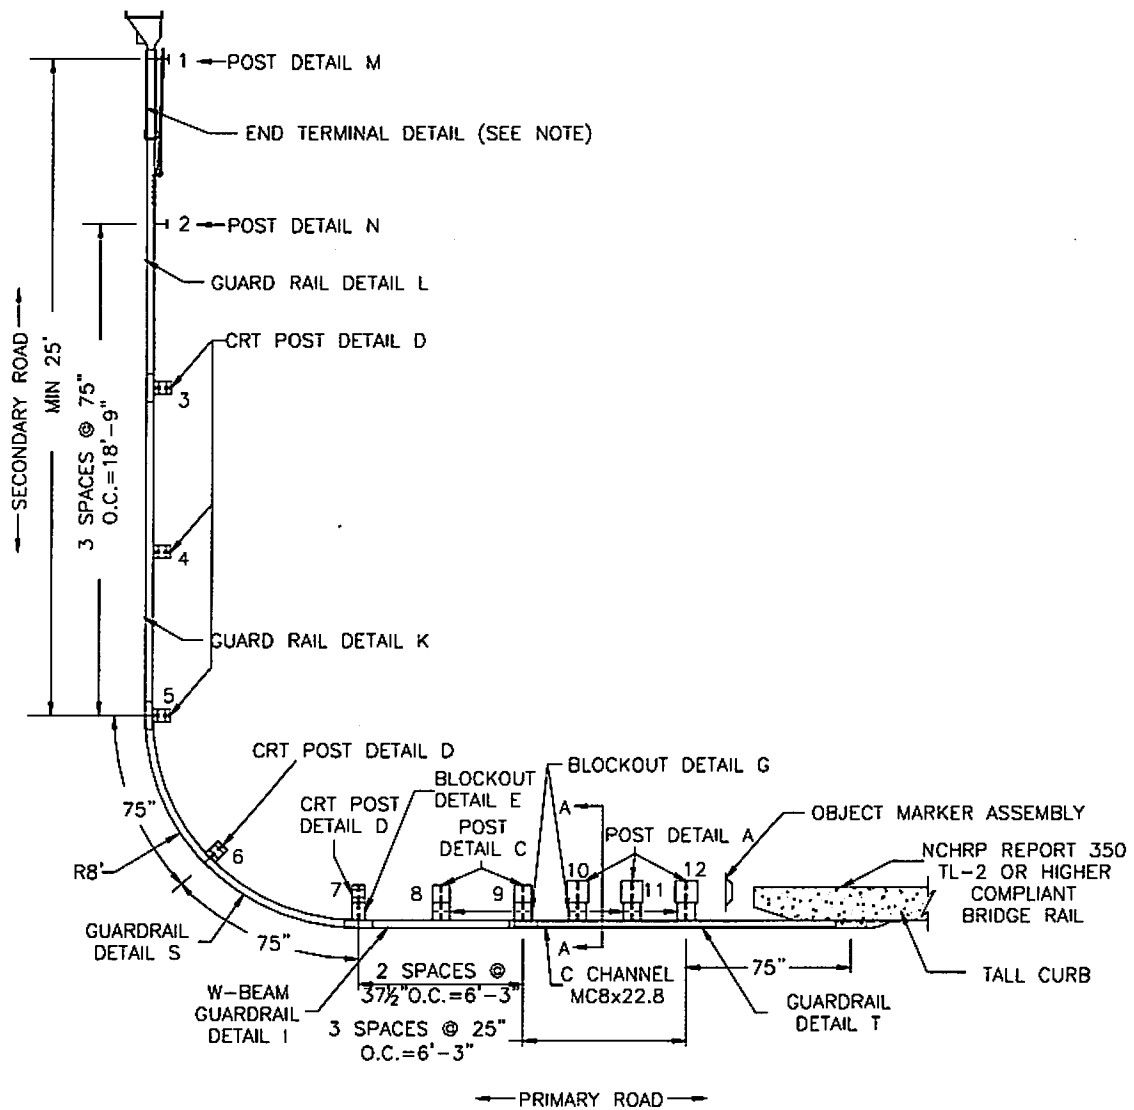 1
POST DETAIL M
END TERMINAL DETAIL (SEE NOTE)
2
POST DETAIL N
GUARD RAIL DETAIL L
SECONDARY ROAD
MIN 25'
3 SPACES @ 75"
O.C.=18'-9"
CRT POST DETAIL D
3
4
GUARD RAIL DETAIL K
5
CRT POST DETAIL D
75"
R8'
6
GUARDRAIL
DETAIL S
75"
CRT POST
DETAIL D
BLOCKOUT
DETAIL E
POST
DETAIL C
BLOCKOUT DETAIL G
A
POST DETAIL A
OBJECT MARKER ASSEMBLY
NCHRP REPORT 350
TL-2 OR HIGHER
COMPLIANT
BRIDGE RAIL
7
8
9
10
11
12
A
2 SPACES @
37½"O.C.=6'-3"
W-BEAM
GUARDRAIL
DETAIL I
C CHANNEL
MC8x22.8
75"
GUARDRAIL
DETAIL T
TALL CURB
3 SPACES @ 25"
O.C.=6'-3"
PRIMARY ROAD